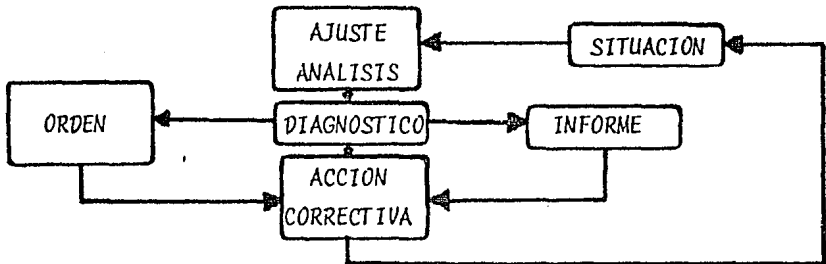 AJUSTE
ANALISIS
SITUACION
ORDEN
DIAGNOSTICO
INFORME
ACCION
CORRECTIVA